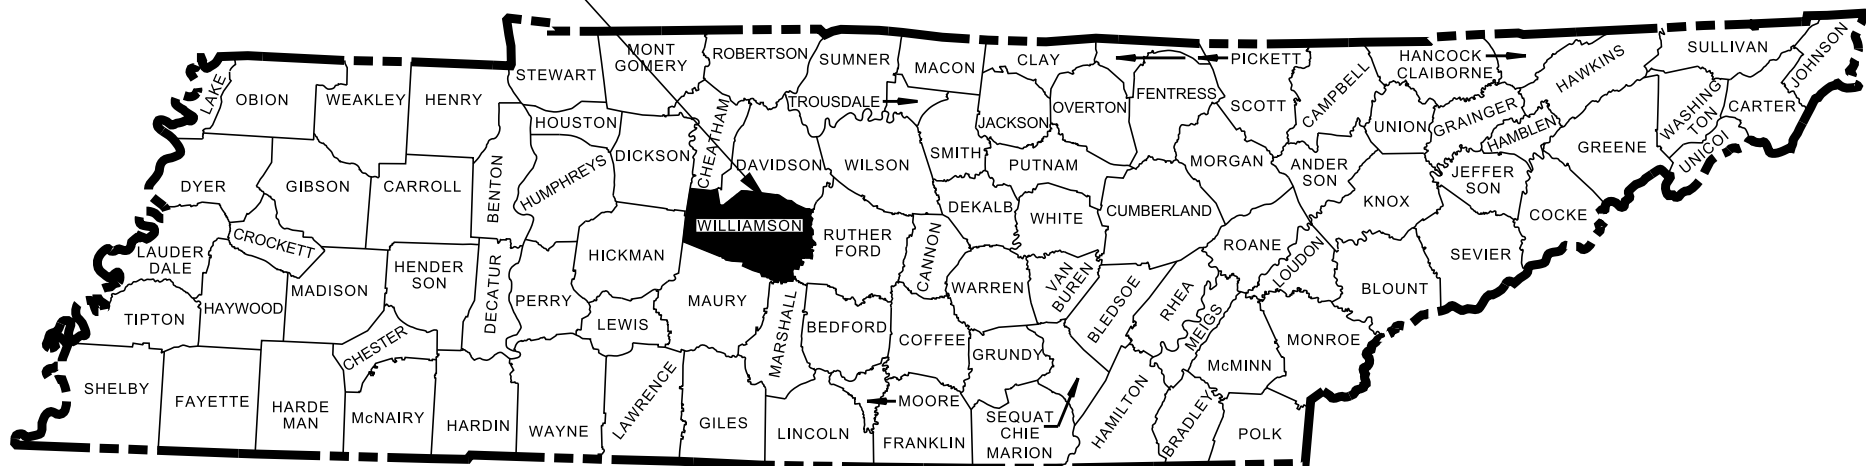 STEWART
MONT
GOMERY
ROBERTSON
SUMNER
MACON
CLAY
PICKETT
HANCOCK
CLAIBORNE
HAWKINS
SULLIVAN
JOHNSON
LAKE
OBION
WEAKLEY
HENRY
HOUSTON
CHEATHAM
TROUSDALE
JACKSON
OVERTON
FENTRESS
SCOTT
CAMPBELL
UNION
GRAINGER
HAMBLEN
WASHING
TON
CARTER
UNICOI
GREENE
DYER
GIBSON
CARROLL
BENTON
HUMPHREYS
DICKSON
DAVIDSON
WILSON
SMITH
PUTNAM
MORGAN
ANDER
SON
KNOX
JEFFER
SON
COCKE
LAUDER
DALE
CROCKETT
HICKMAN
WILLIAMSON
RUTHER
FORD
CANNON
DEKALB
WHITE
CUMBERLAND
ROANE
LOUDON
SEVIER
TIPTON
HAYWOOD
MADISON
HENDER
SON
DECATUR
PERRY
LEWIS
MAURY
MARSHALL
BEDFORD
COFFEE
WARREN
VAN
BUREN
BLEDSOE
RHEA
MEIGS
BLOUNT
MONROE
SHELBY
FAYETTE
HARDE
MAN
CHESTER
McNAIRY
HARDIN
WAYNE
LAWRENCE
GILES
LINCOLN
MOORE
FRANKLIN
GRUNDY
SEQUAT
CHIE
MARION
HAMILTON
BRADLEY
McMINN
POLK